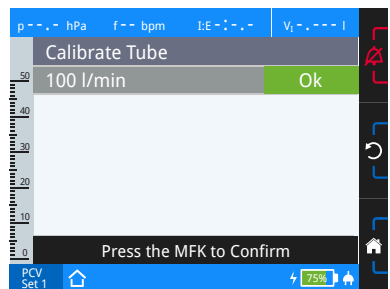 p --.- hPa f -- bpm I:E -:-.- VI -.--- l
Calibrate Tube
100 l/min Ok
50
40
30
20
10
0
Press the MFK to Confirm
PCV
Set 1 75%